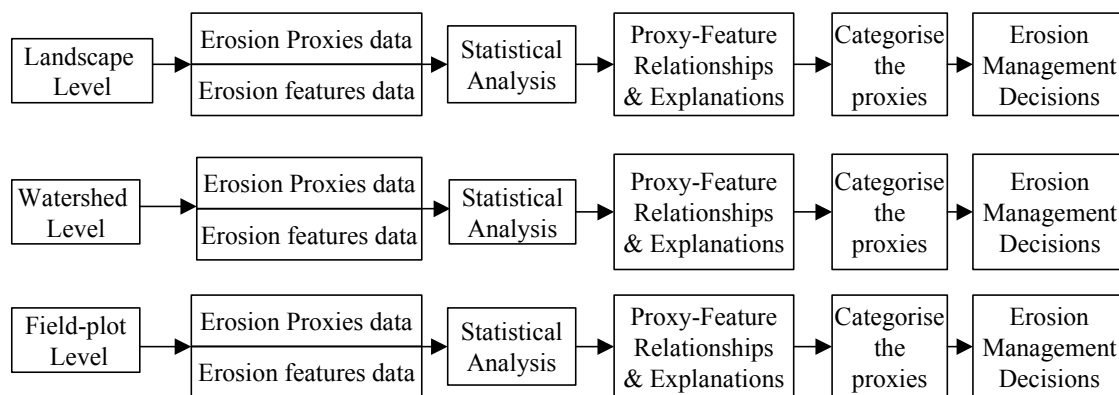 Landscape
Level
Erosion Proxies data
Erosion features data
Statistical
Analysis
Proxy-Feature
Relationships
& Explanations
Categorise
the
proxies
Erosion
Management
Decisions
Watershed
Level
Erosion Proxies data
Erosion features data
Statistical
Analysis
Proxy-Feature
Relationships
& Explanations
Categorise
the
proxies
Erosion
Management
Decisions
Field-plot
Level
Erosion Proxies data
Erosion features data
Statistical
Analysis
Proxy-Feature
Relationships
& Explanations
Categorise
the
proxies
Erosion
Management
Decisions